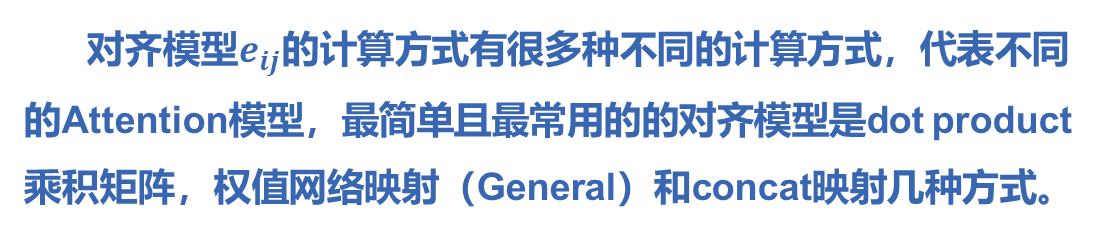 对齐模型eij的计算方式有很多种不同的计算方式，代表不同
的Attention模型，最简单且最常用的的对齐模型是dot product
乘积矩阵，权值网络映射（General）和concat映射几种方式。